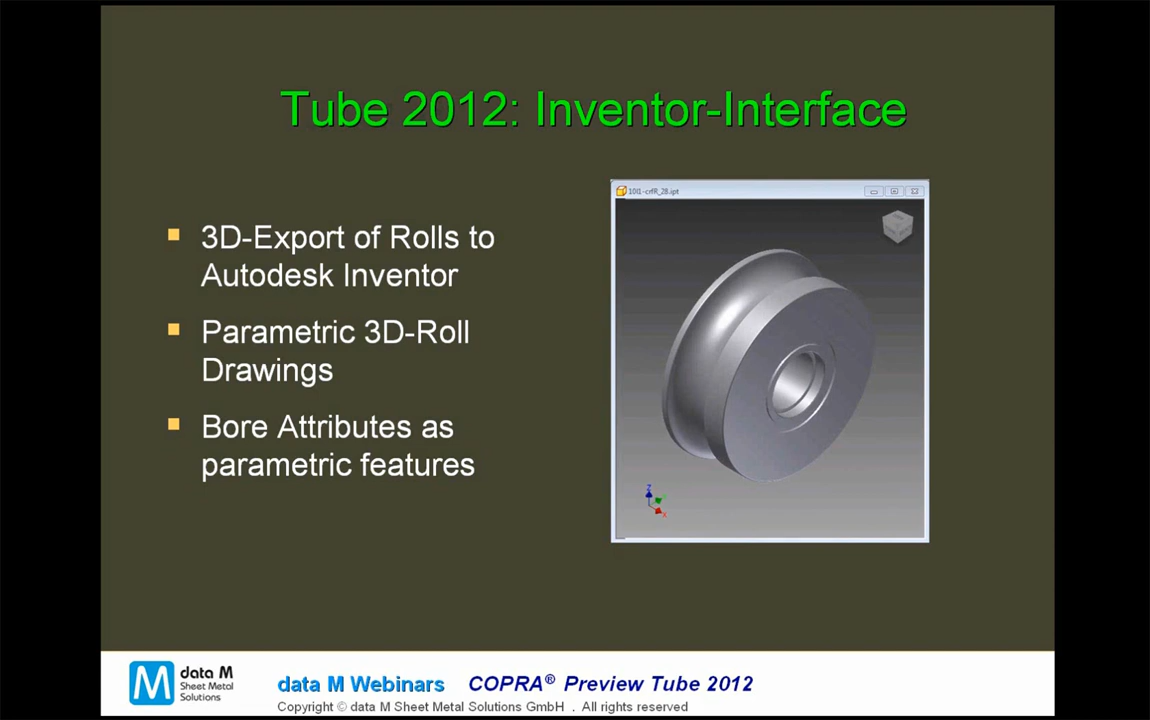 Tube 2012: Inventor-Interface
3D-Export of Rolls to
Autodesk Inventor
Parametric 3D-Roll
Drawings
Bore Attributes as
parametric features
Z
X
data M
Sheet Metal
Solutions
data M Webinars COPRA® Preview Tube 2012
Copyright © data M Sheet Metal Solutions GmbH . All rights reserved